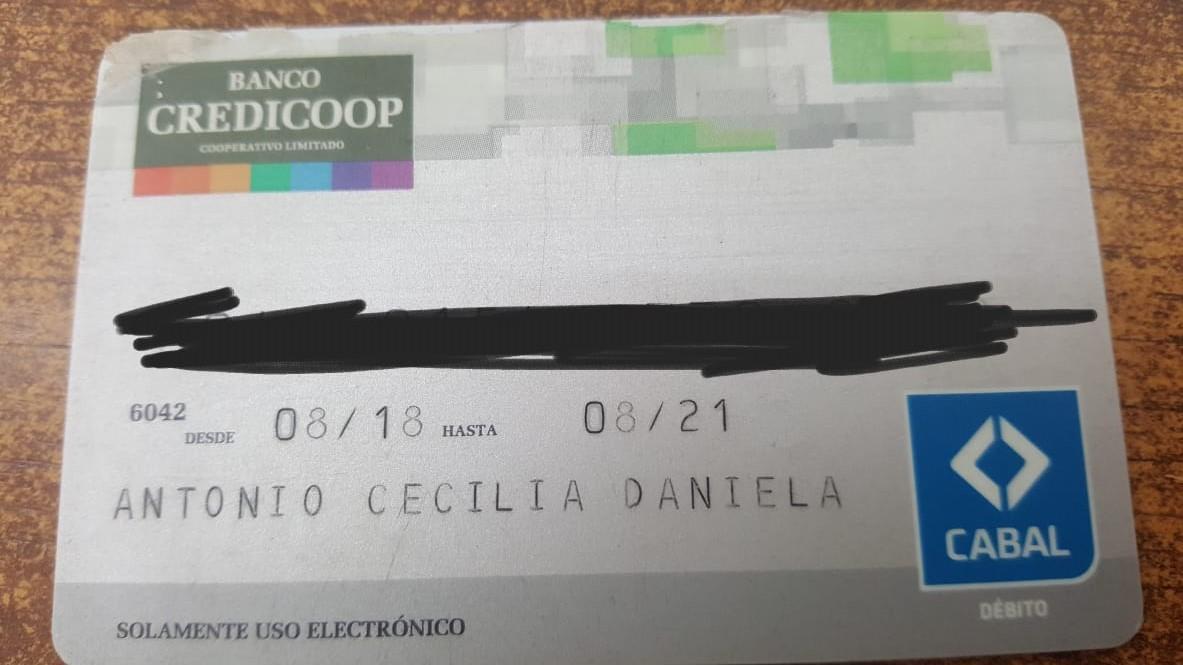 BANCO
CREDICOOP
COOPERATIVO LIMITADO
6042 DESDE 08/18 HASTA 08/21
ANTONIO CECILIA DANIELA
CABAL
DÉBITO
SOLAMENTE USO ELECTRÓNICO